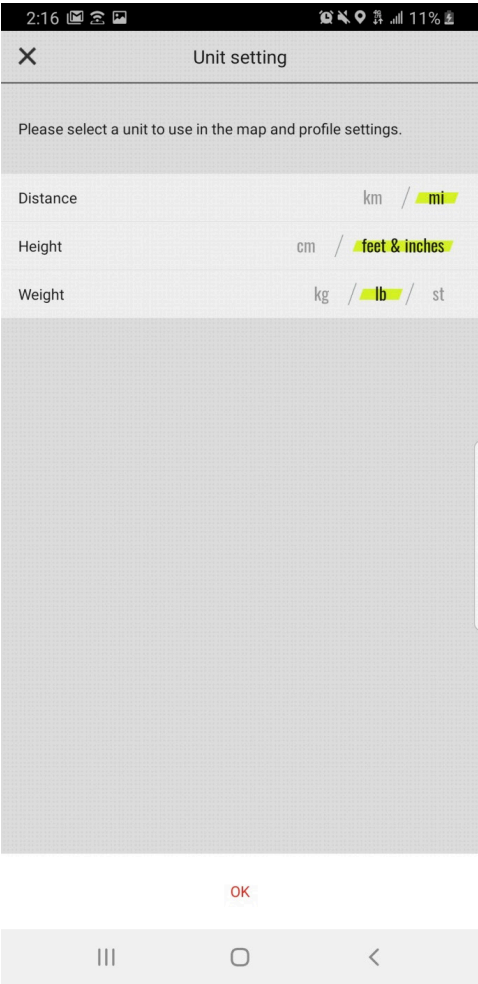 2:16 11%
Unit setting
Please select a unit to use in the map and profile settings.
Distance km / mi
Height cm / feet & inches
Weight kg / lb / st
OK